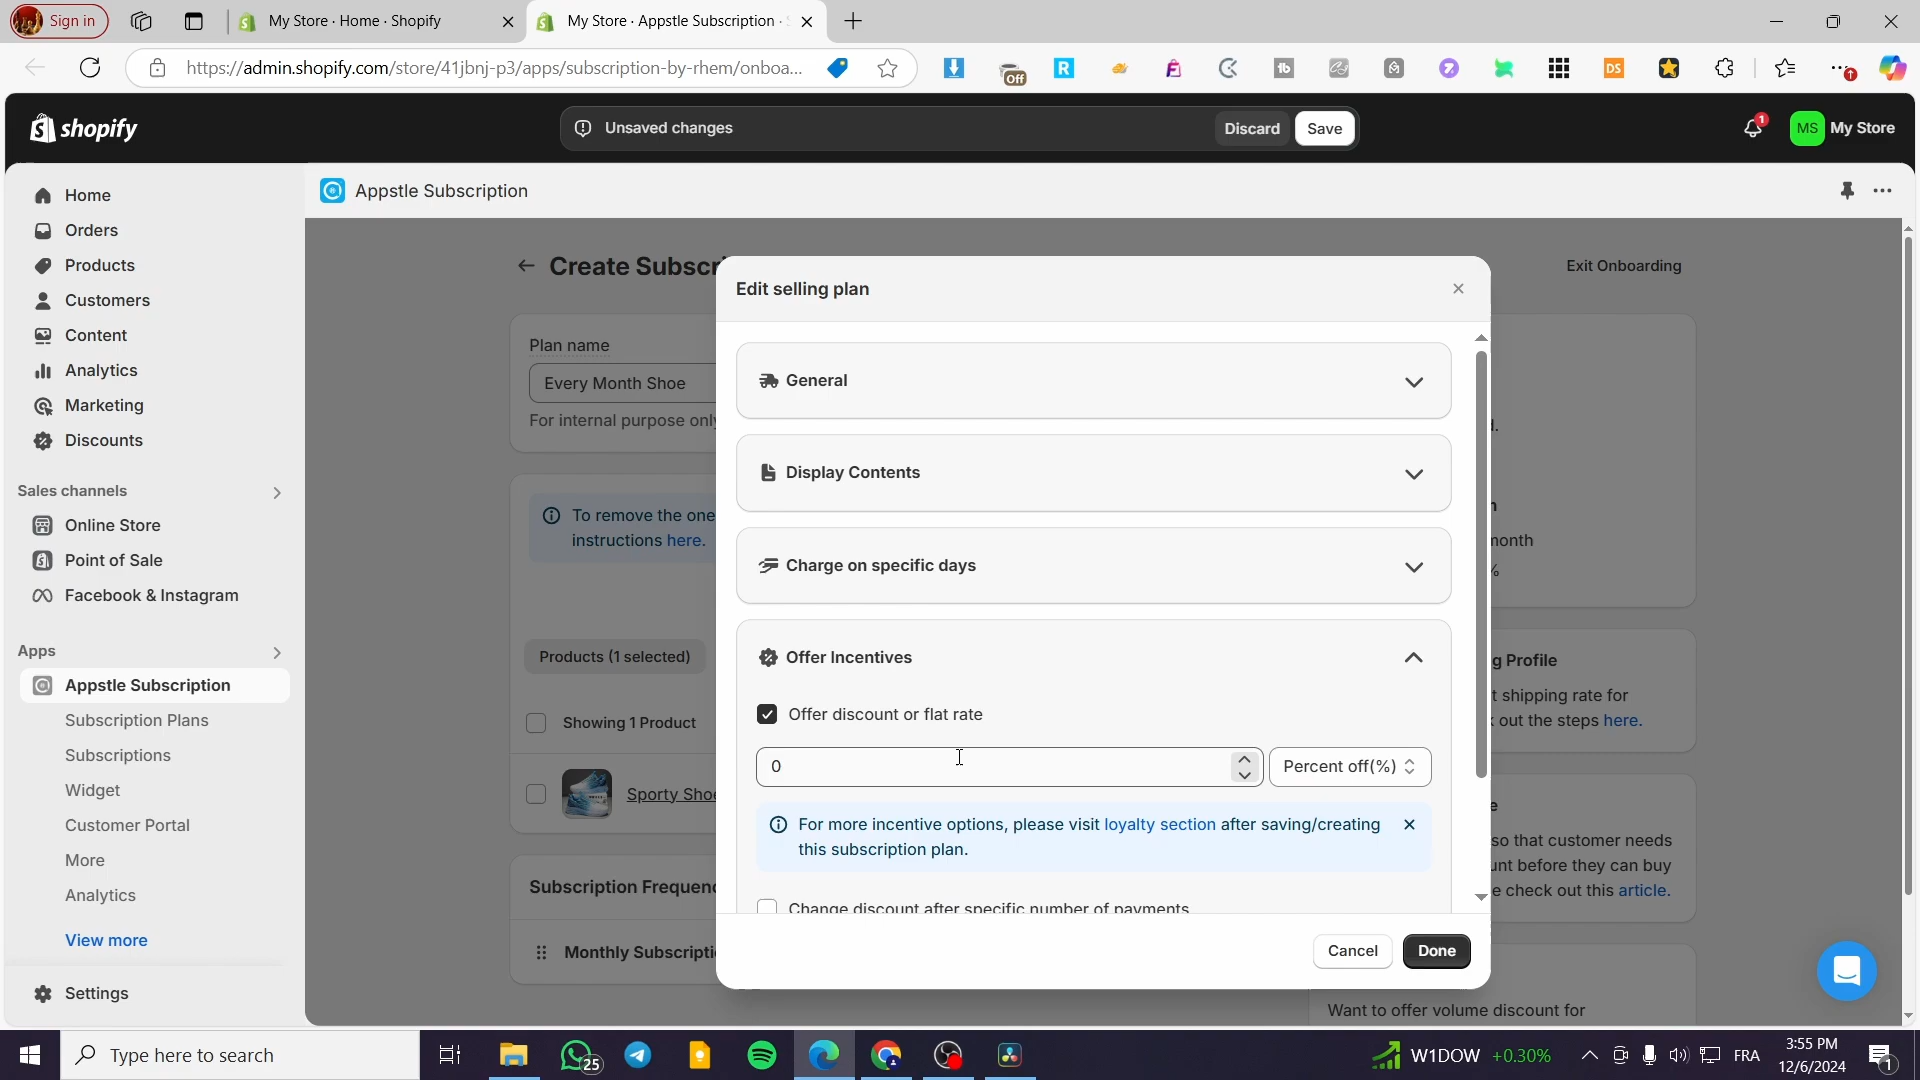 Sign in
My Store · Home · Shopify
My Store · Appstle Subscription ·
https://admin.shopify.com/store/41jbnj-p3/apps/subscription-by-rhem/onboa...
Off
R
tb
DS
shopify
Unsaved changes
Discard
Save
1
MS
My Store
Home
Orders
Products
Customers
Content
Analytics
Marketing
Discounts
Sales channels
Online Store
Point of Sale
Facebook & Instagram
Apps
Appstle Subscription
Subscription Plans
Subscriptions
Widget
Customer Portal
More
Analytics
View more
Settings
Appstle Subscription
Create Subscri
Exit Onboarding
Plan name
Every Month Shoe
For internal purpose only
To remove the one
instructions here.
Products (1 selected)
Showing 1 Product
Sporty Shoe
Subscription Frequenc
Monthly Subscripti
Edit selling plan
General
Display Contents
Charge on specific days
Offer Incentives
Offer discount or flat rate
0
Percent off(%)
For more incentive options, please visit loyalty section after saving/creating
this subscription plan.
Change discount after specific number of payments
Cancel
Done
month
%
g Profile
t shipping rate for
out the steps here.
e
so that customer needs
unt before they can buy
e check out this article.
Want to offer volume discount for
Type here to search
25
W1DOW +0.30%
FRA
3:55 PM
12/6/2024
1